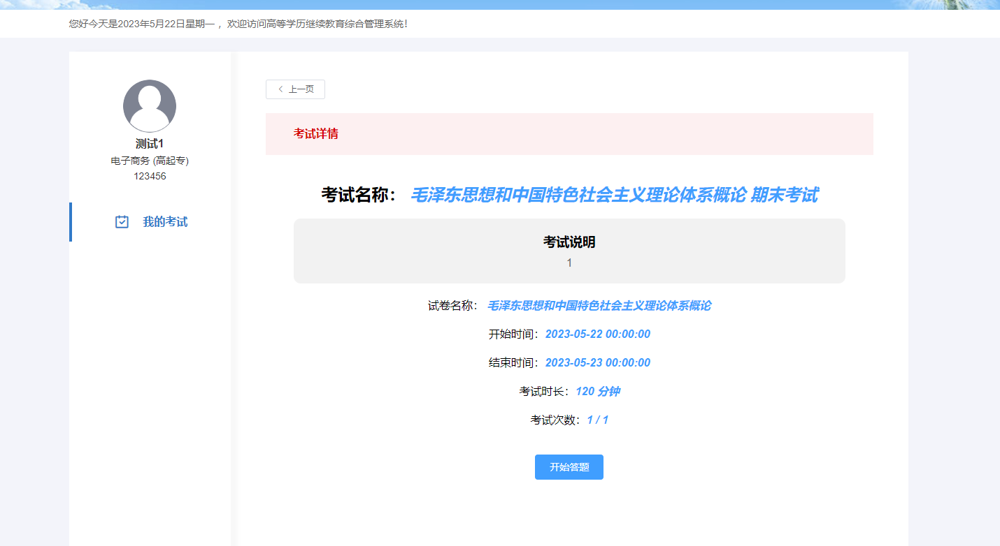 您好今天是2023年5月22日星期一 ，欢迎访问高等学历继续教育综合管理系统！
测试1
电子商务 (高起专)
123456
我的考试
上一页
考试详情
考试名称： 毛泽东思想和中国特色社会主义理论体系概论 期末考试
考试说明
1
试卷名称： 毛泽东思想和中国特色社会主义理论体系概论
开始时间：2023-05-22 00:00:00
结束时间：2023-05-23 00:00:00
考试时长：120 分钟
考试次数：1 / 1
开始答题